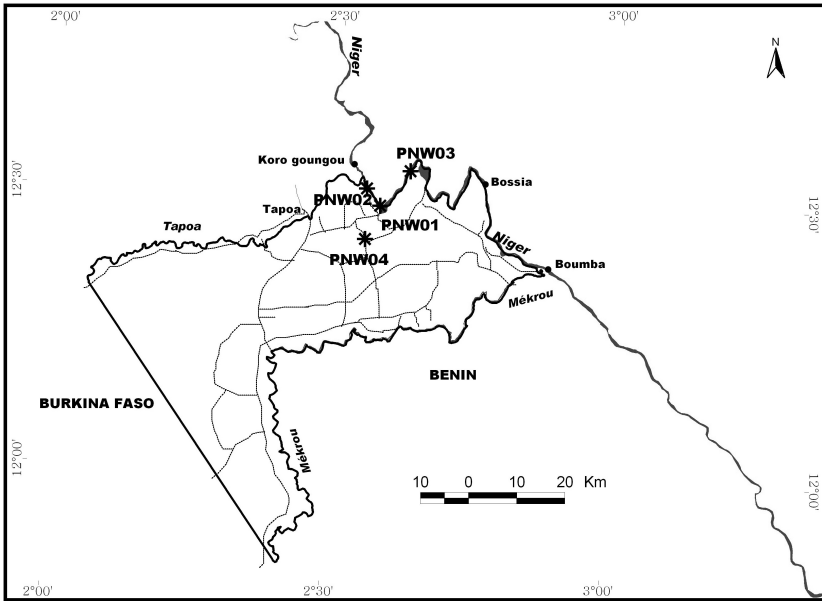 2°00'
2°30'
3°00'
N
Niger
Koro goungou
PNW03
12°30'
12°30'
Bossia
PNW02
Tapoa
Tapoa
PNW01
Niger
PNW04
Boumba
Mékrou
BENIN
BURKINA FASO
Mékrou
12°00'
12°00'
10 0 10 20 Km
2°00'
2°30'
3°00'